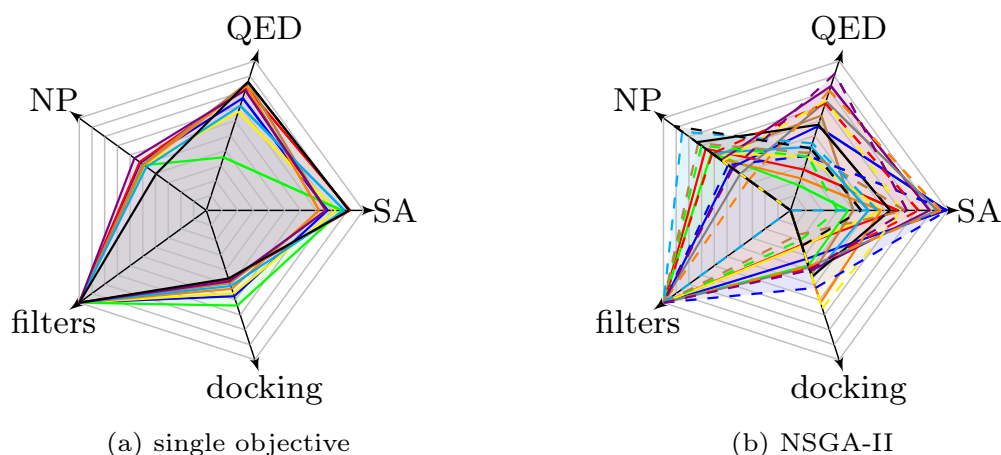 QED
NP
SA
filters
docking
(a) single objective
QED
NP
SA
filters
docking
(b) NSGA-II